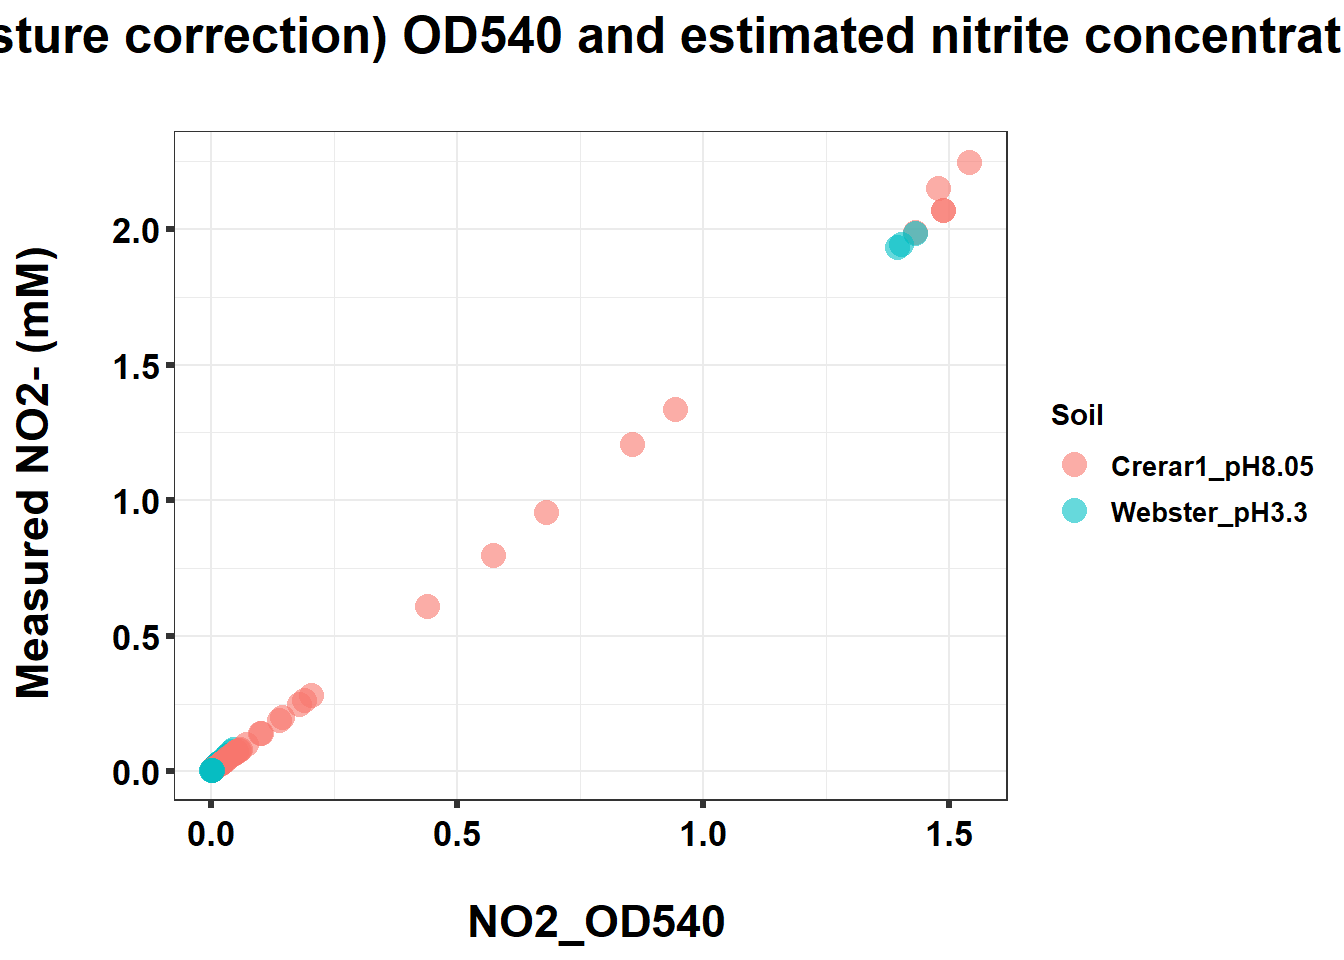 sture correction) OD540 and estimated nitrite concentrat
Measured NO2- (mM)
2.0
1.5
1.0
0.5
0.0
0.0 0.5 1.0 1.5
NO2_OD540
Soil
Crerar1_pH8.05
Webster_pH3.3